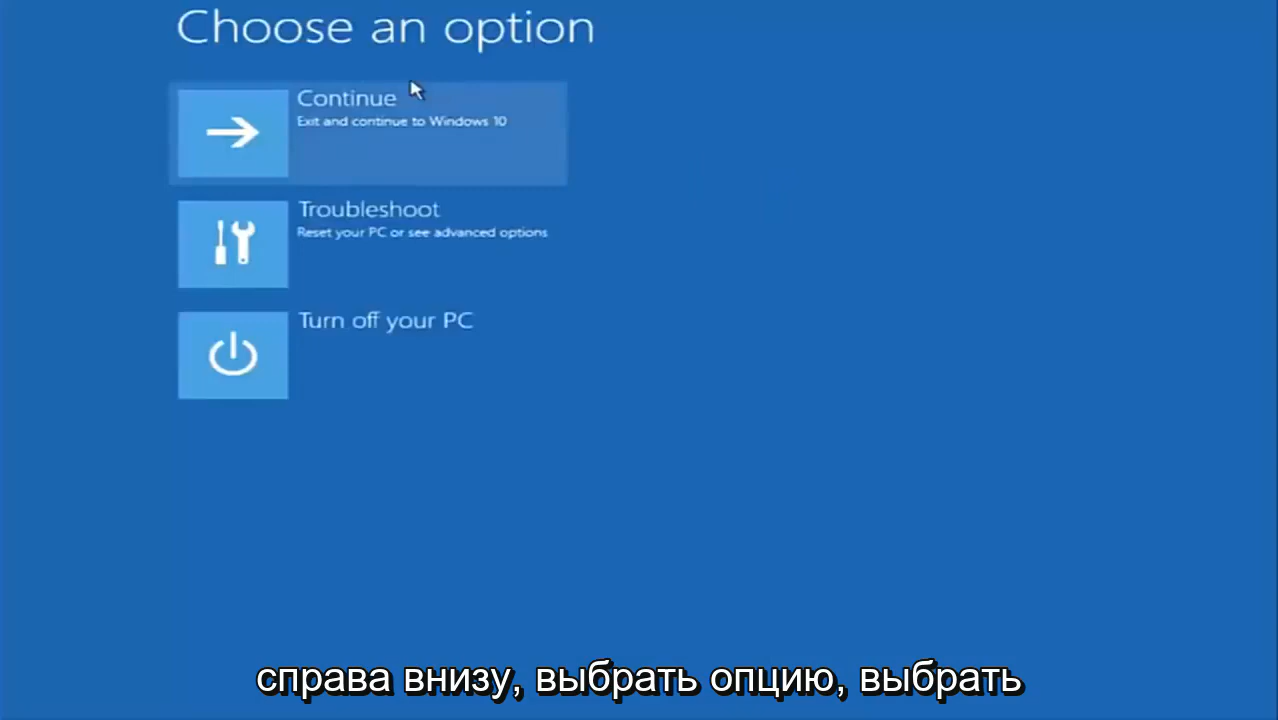 Choose an option
Continue
Exit and continue to Windows 10
Troubleshoot
Reset your PC or see advanced options
Turn off your PC
справа внизу, выбрать опцию, выбрать